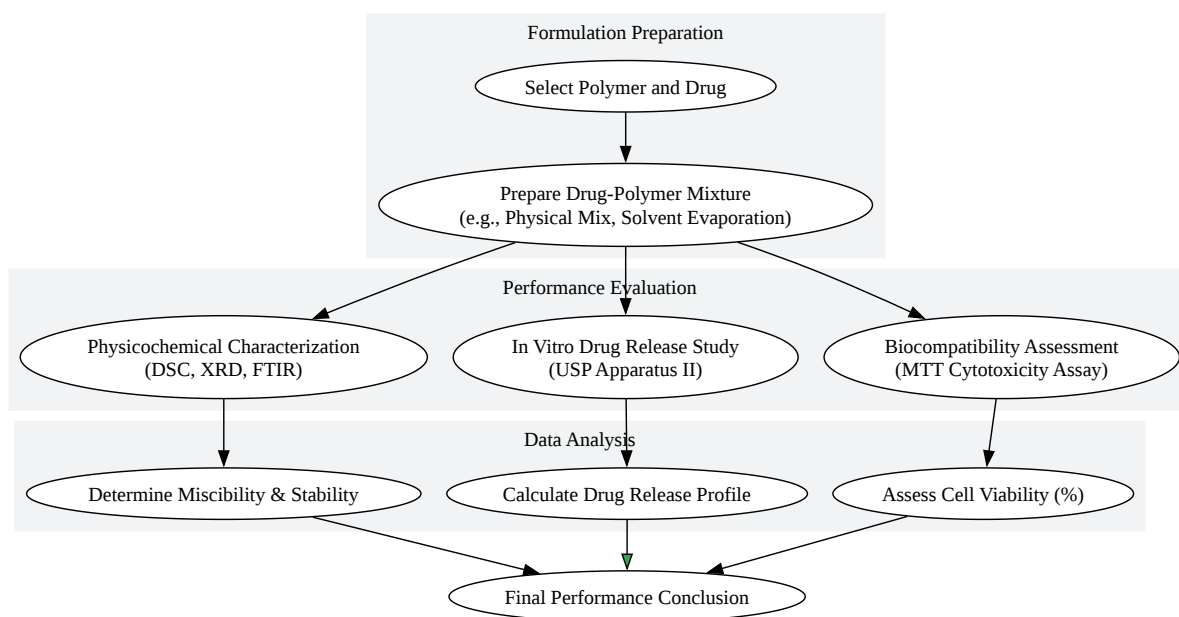 Formulation Preparation
Select Polymer and Drug
Prepare Drug-Polymer Mixture
(e.g., Physical Mix, Solvent Evaporation)
Performance Evaluation
Physicochemical Characterization
(DSC, XRD, FTIR)
In Vitro Drug Release Study
(USP Apparatus II)
Biocompatibility Assessment
(MTT Cytotoxicity Assay)
Data Analysis
Determine Miscibility & Stability
Calculate Drug Release Profile
Assess Cell Viability (%)
Final Performance Conclusion